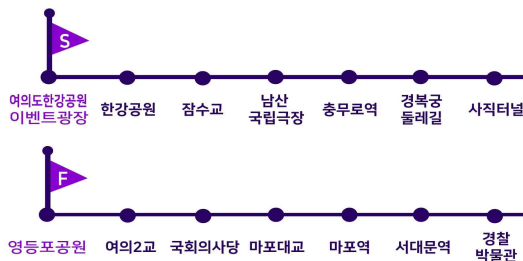 S
여의도한강공원
이벤트광장
한강공원
잠수교
남산
국립극장
충무로역
경복궁
둘레길
사직터널
F
영등포공원
여의2교
국회의사당
마포대교
마포역
서대문역
경찰
박물관